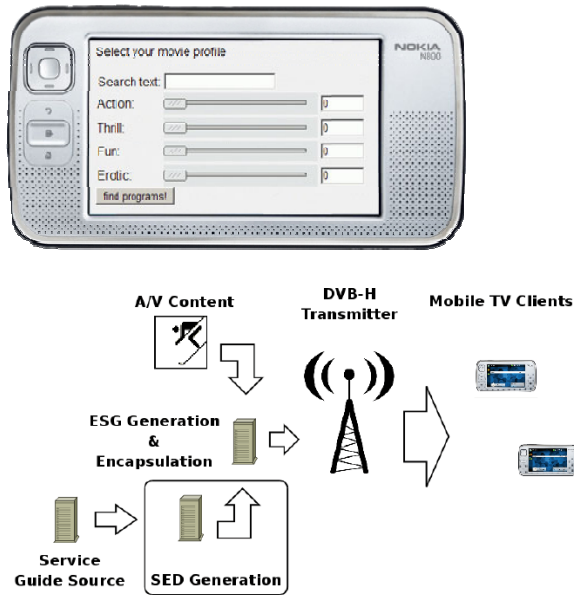 NOKIA
N800
Select your movie profile
Search text:
Action: 0
Thrill: 0
Fun: 0
Erotic: 0
find programs!
A/V Content
DVB-H
Transmitter
Mobile TV Clients
ESG Generation
&
Encapsulation
Service
Guide Source
SED Generation